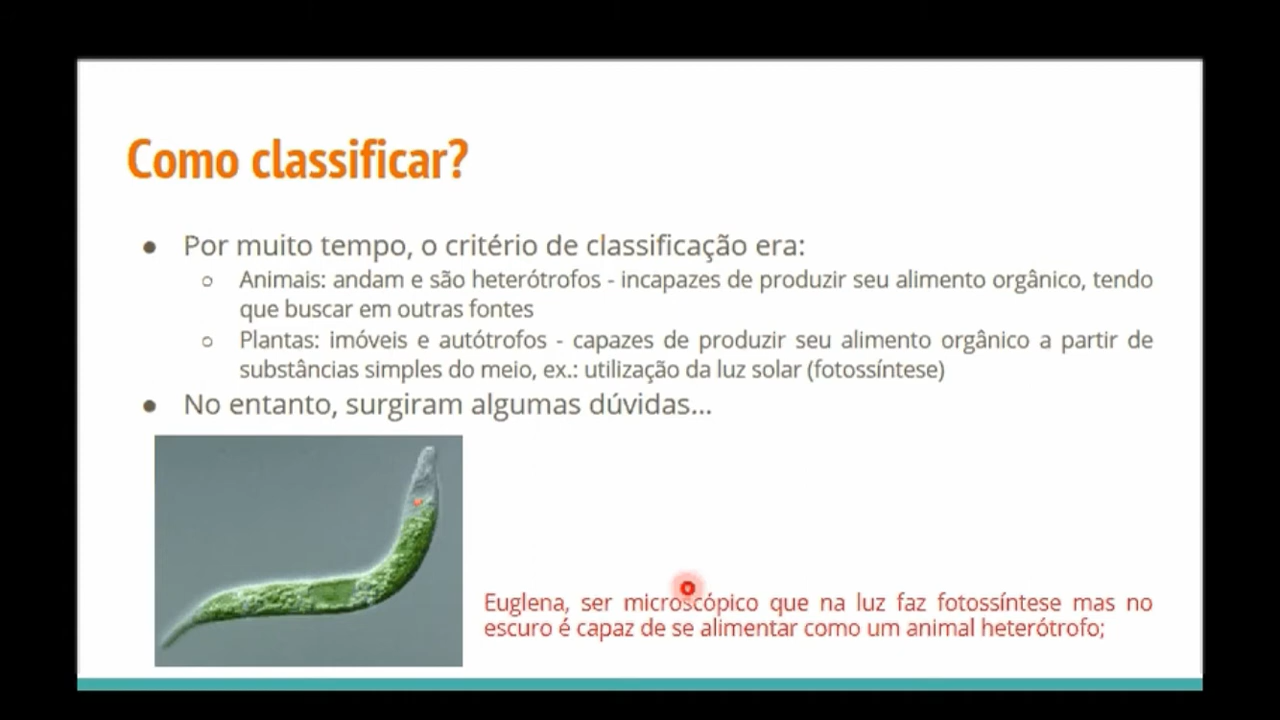 Como classificar?
● Por muito tempo, o critério de classificação era:
○ Animais: andam e são heterótrofos - incapazes de produzir seu alimento orgânico, tendo
que buscar em outras fontes
○ Plantas: imóveis e autótrofos - capazes de produzir seu alimento orgânico a partir de
substâncias simples do meio, ex.: utilização da luz solar (fotossíntese)
● No entanto, surgiram algumas dúvidas...
Euglena, ser microscópico que na luz faz fotossíntese mas no
escuro é capaz de se alimentar como um animal heterótrofo;